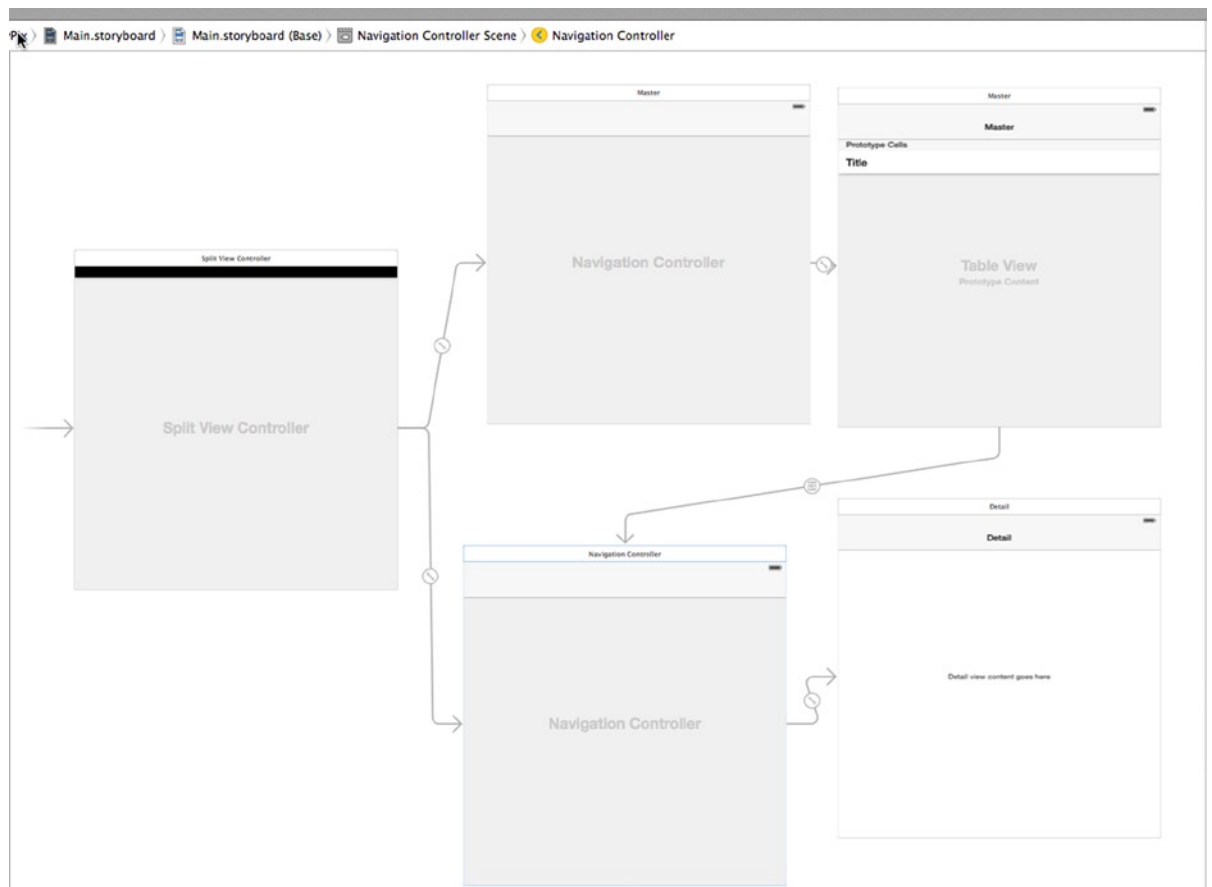 Main.storyboard Main.storyboard (Base) Navigation Controller Scene Navigation Controller
Master
Navigation Controller
Master
Master
Prototype Cells
Title
Table View
Prototype Content
Split View Controller
Split View Controller
Navigation Controller
Navigation Controller
Detail
Detail
Detail view content goes here